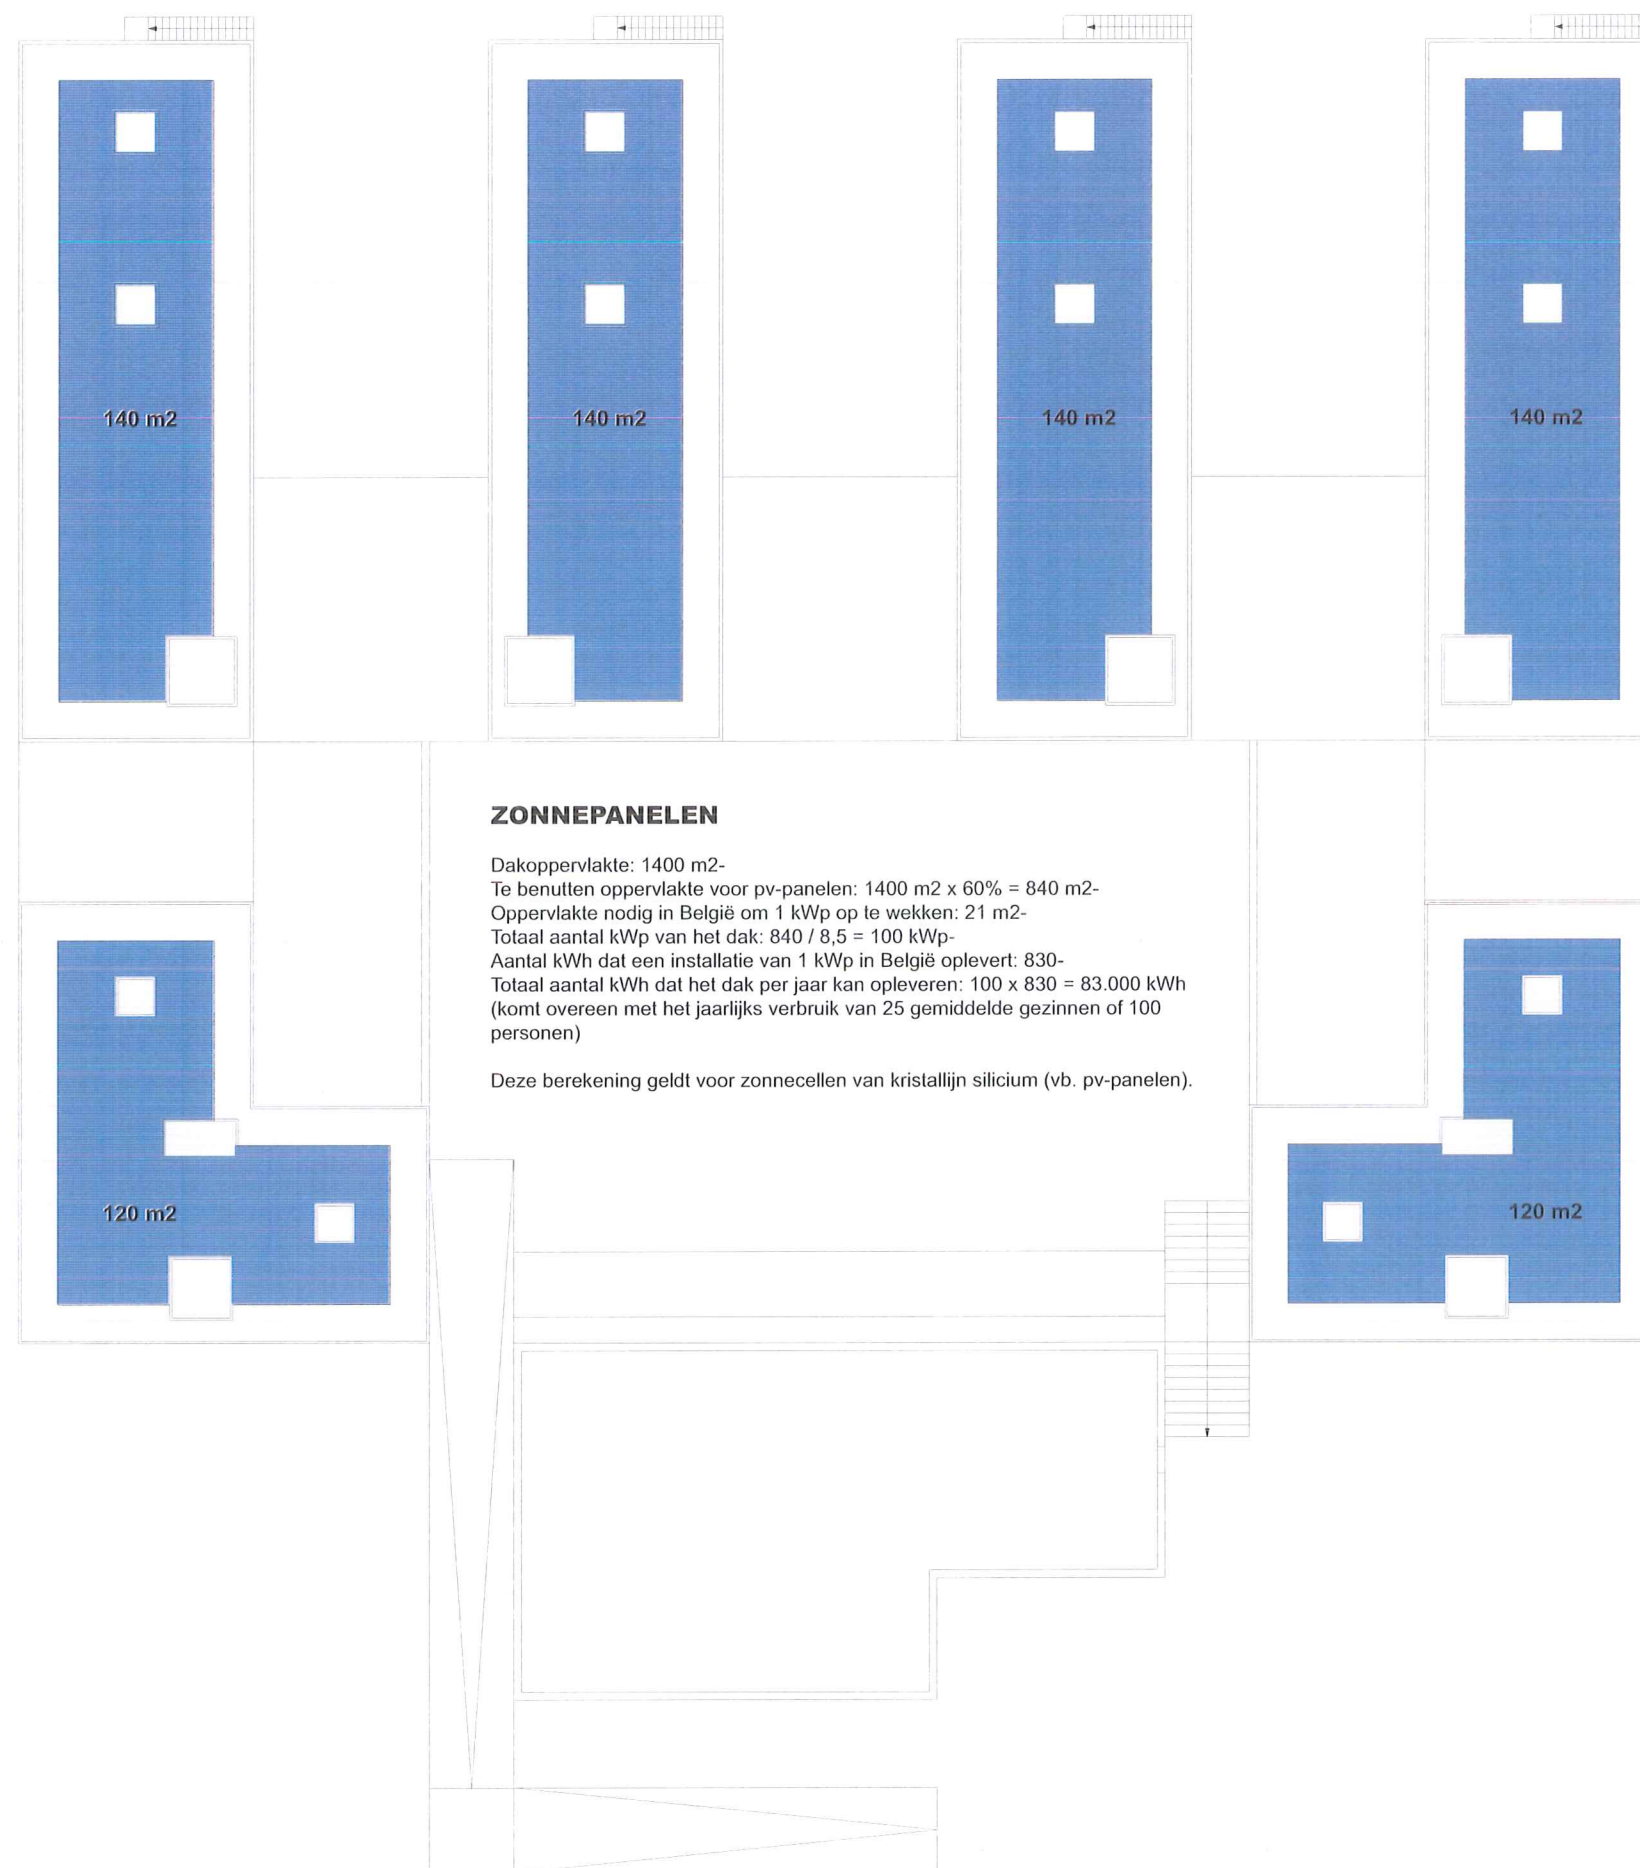 140 m2
140 m2
140 m2
140 m2
ZONNEPANELEN
Dakoppervlakte: 1400 m2-
Te benutten oppervlakte voor pv-panelen: 1400 m2 x 60% = 840 m2-
Oppervlakte nodig in België om 1 kWp op te wekken: 21 m2-
Totaal aantal kWp van het dak: 840 / 8,5 = 100 kWp-
Aantal kWh dat een installatie van 1 kWp in België oplevert: 830-
Totaal aantal kWh dat het dak per jaar kan opleveren: 100 x 830 = 83.000 kWh
(komt overeen met het jaarlijks verbruik van 25 gemiddelde gezinnen of 100
personen)
Deze berekening geldt voor zonnecellen van kristallijn silicium (vb. pv-panelen).
120 m2
120 m2